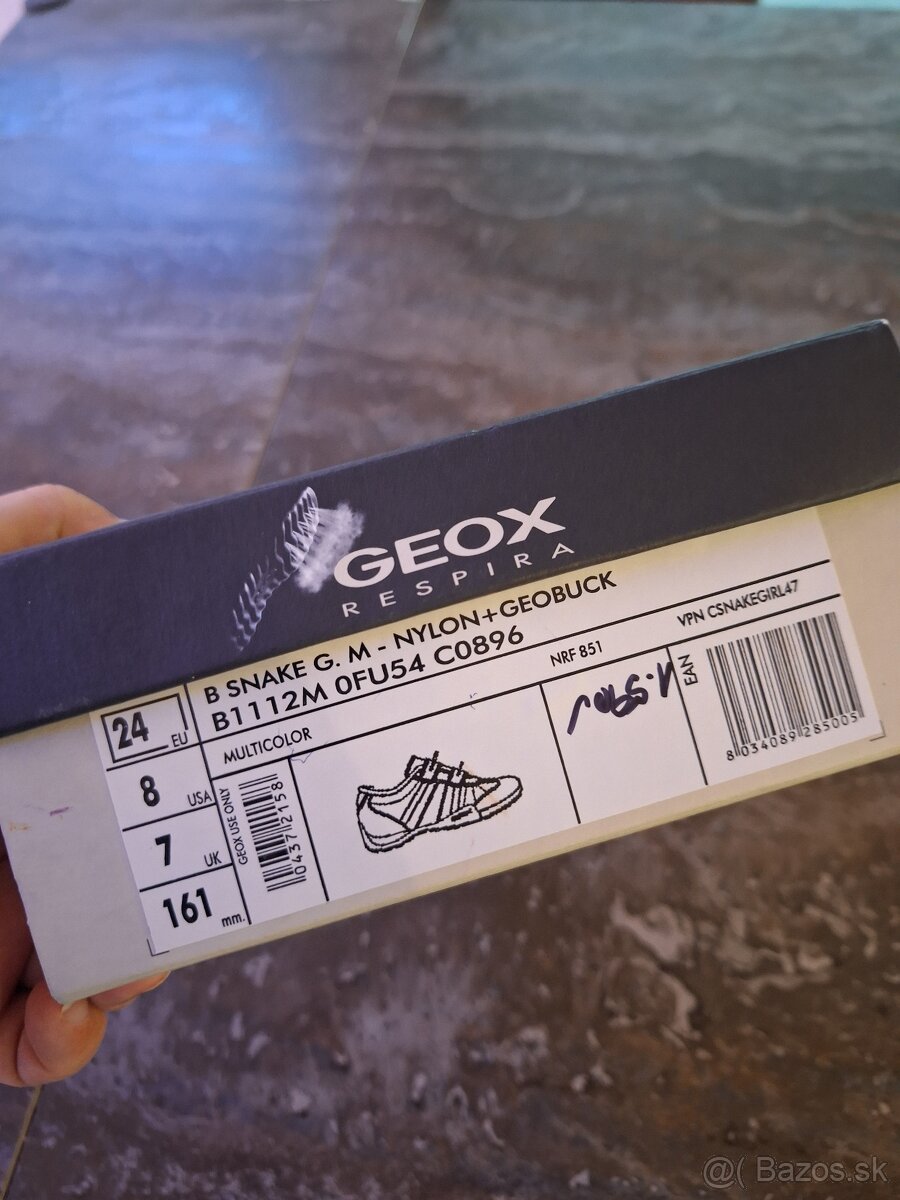 GEOX
RESPIRA
B SNAKE G. M - NYLON+GEOBUCK
B1112M 0FU54 C0896
24 EU
MULTICOLOR
NRF 851
VPN CSNAKEGIRL47
8 USA
7 UK
161 mm.
GEOX USE ONLY
0437121581
EAN
8 034089 285005
@( Bazos.sk